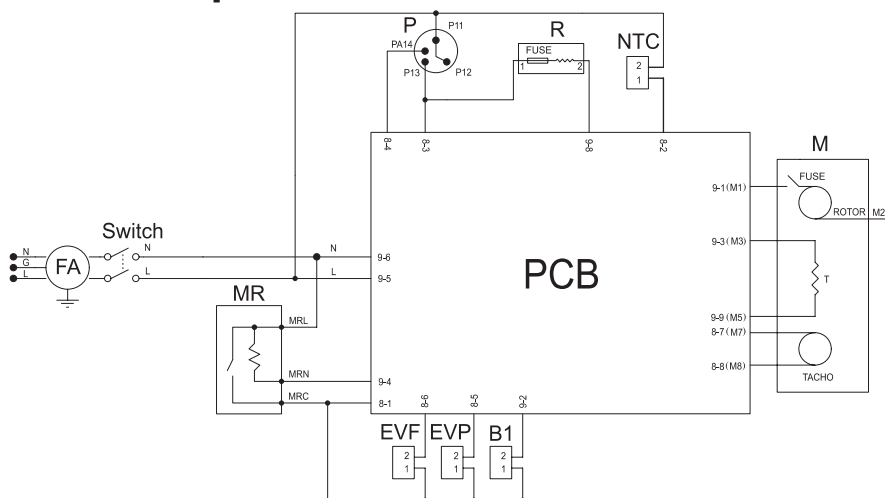 P
P11
PA14
P13
P12
R
FUSE
1
2
NTC
2
1
8-4
8-3
9-8
8-2
M
9-1(M1)
FUSE
ROTOR
M2
Switch
N
G
L
FA
N
L
N
L
9-6
9-5
PCB
9-3(M3)
T
9-9(M5)
8-7(M7)
8-8(M8)
TACHO
MR
MRL
MRN
MRC
9-4
8-1
8-6
8-5
9-2
EVF
EVP
B1
2
1
2
1
2
1